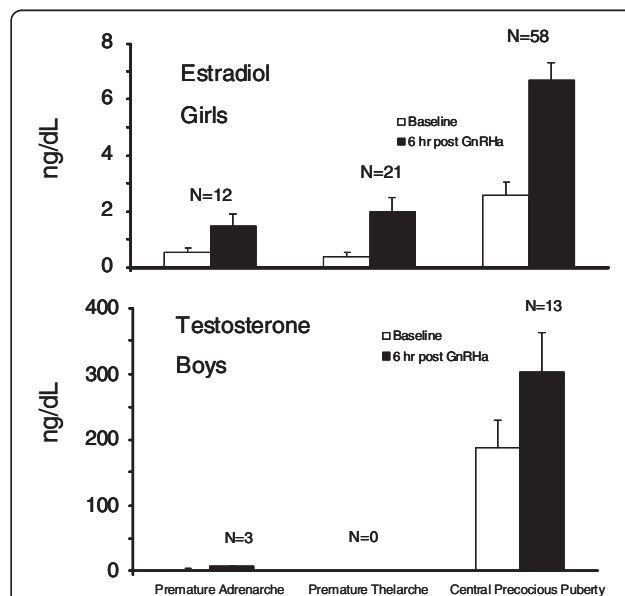 8
6
4
2
0
ng/dL
Estradiol
Girls
Baseline
6 hr post GnRHa
N=12
N=21
N=58
400
300
200
100
0
ng/dL
Testosterone
Boys
Baseline
6 hr post GnRHa
N=3
N=0
N=13
Premature Adrenarche Premature Thelarche Central Precocious Puberty